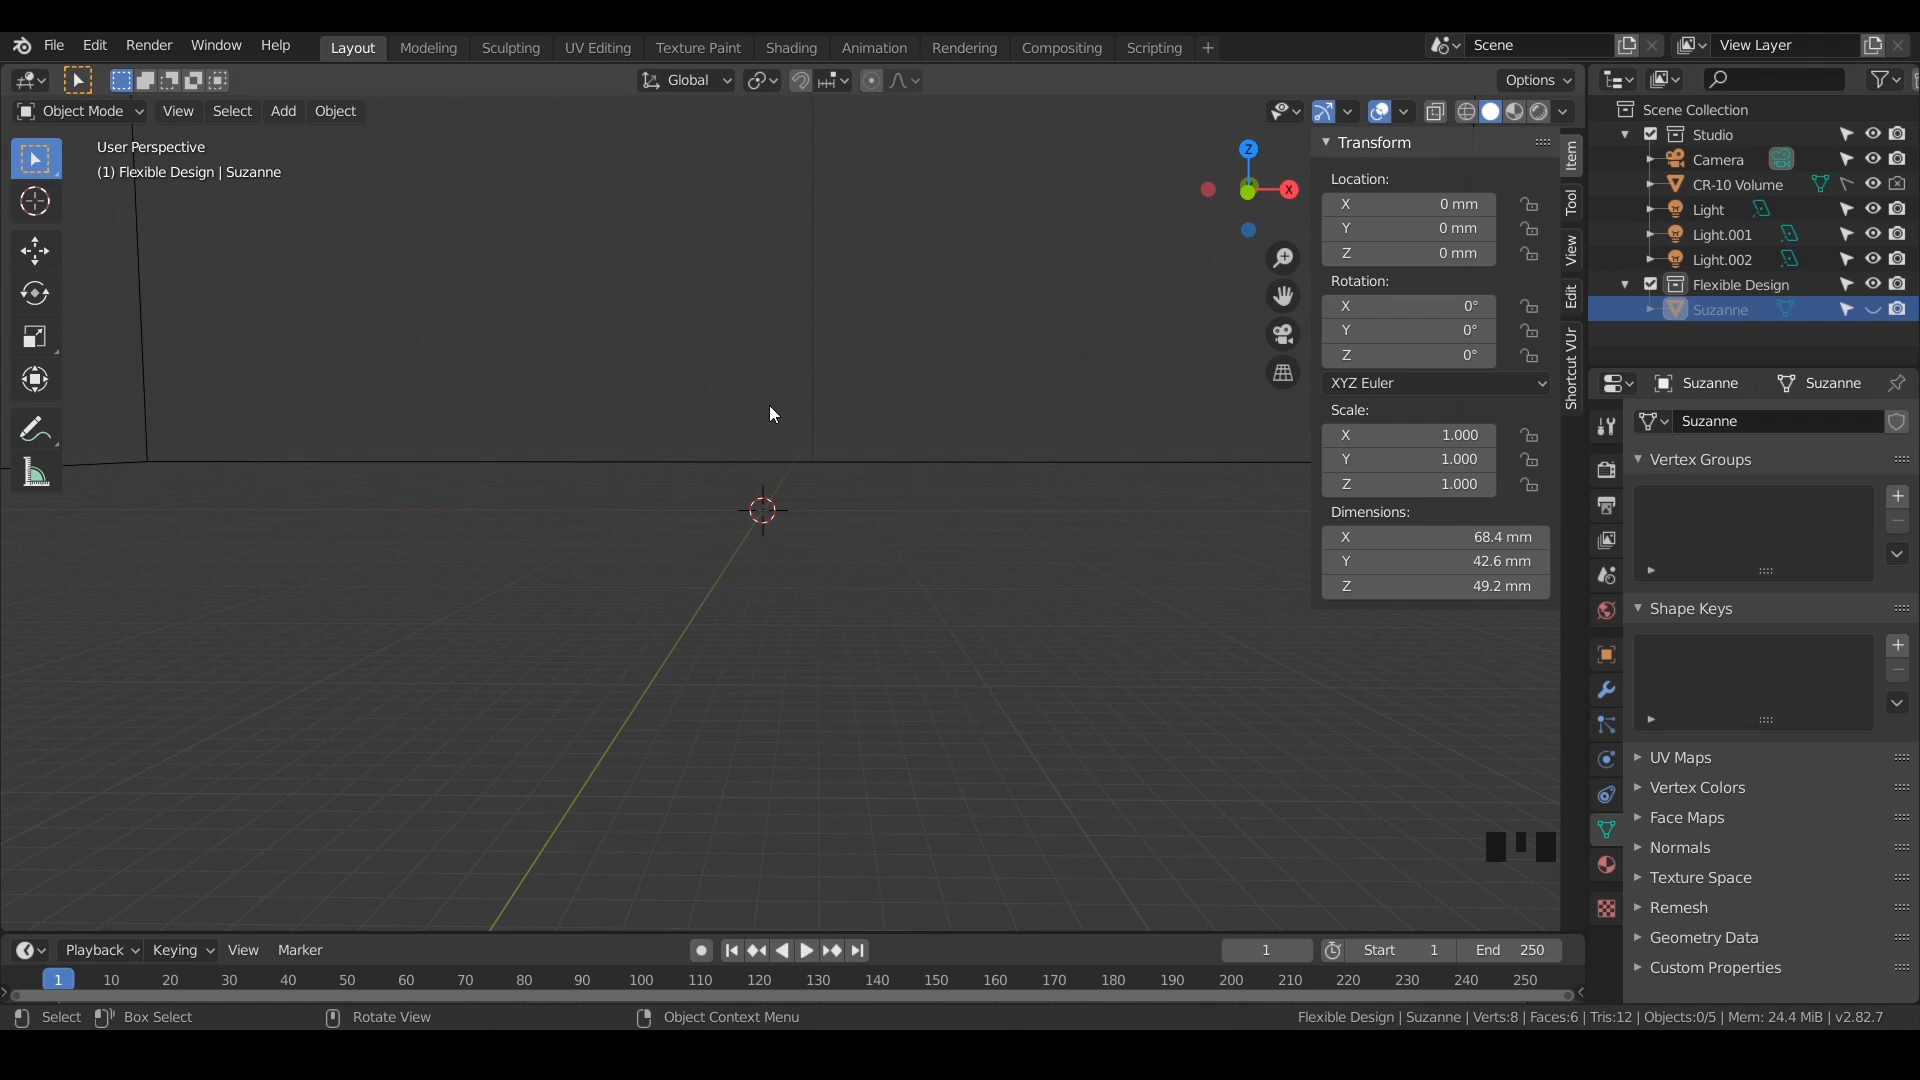 File Edit Render Window Help Layout Modeling Sculpting UV Editing Texture Paint Shading Animation Rendering Compositing Scripting + Scene View Layer
Global Options
Object Mode View Select Add Object
User Perspective
(1) Flexible Design | Suzanne
Z
X
Transform
Location:
X 0 mm
Y 0 mm
Z 0 mm
Rotation:
X 0°
Y 0°
Z 0°
XYZ Euler
Scale:
X 1.000
Y 1.000
Z 1.000
Dimensions:
X 68.4 mm
Y 42.6 mm
Z 49.2 mm
Item
Tool
View
Edit
Shortcut VUr
Scene Collection
Studio
Camera
CR-10 Volume
Light
Light.001
Light.002
Flexible Design
Suzanne
Suzanne Suzanne
Suzanne
Vertex Groups
Shape Keys
UV Maps
Vertex Colors
Face Maps
Normals
Texture Space
Remesh
Geometry Data
Custom Properties
Playback Keying View Marker 1 Start 1 End 250
1 10 20 30 40 50 60 70 80 90 100 110 120 130 140 150 160 170 180 190 200 210 220 230 240 250
Select Box Select Rotate View Object Context Menu Flexible Design | Suzanne | Verts:8 | Faces:6 | Tris:12 | Objects:0/5 | Mem: 24.4 MiB | v2.82.7